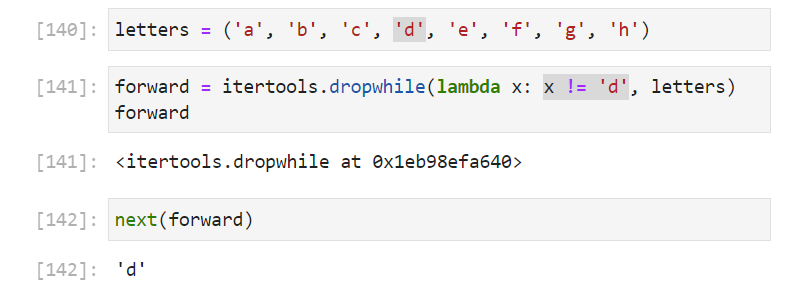 [140]: letters = ('a', 'b', 'c', 'd', 'e', 'f', 'g', 'h')
[141]: forward = itertools.dropwhile(lambda x: x != 'd', letters)
forward
[141]: <itertools.dropwhile at 0x1eb98efa640>
[142]: next(forward)
[142]: 'd'